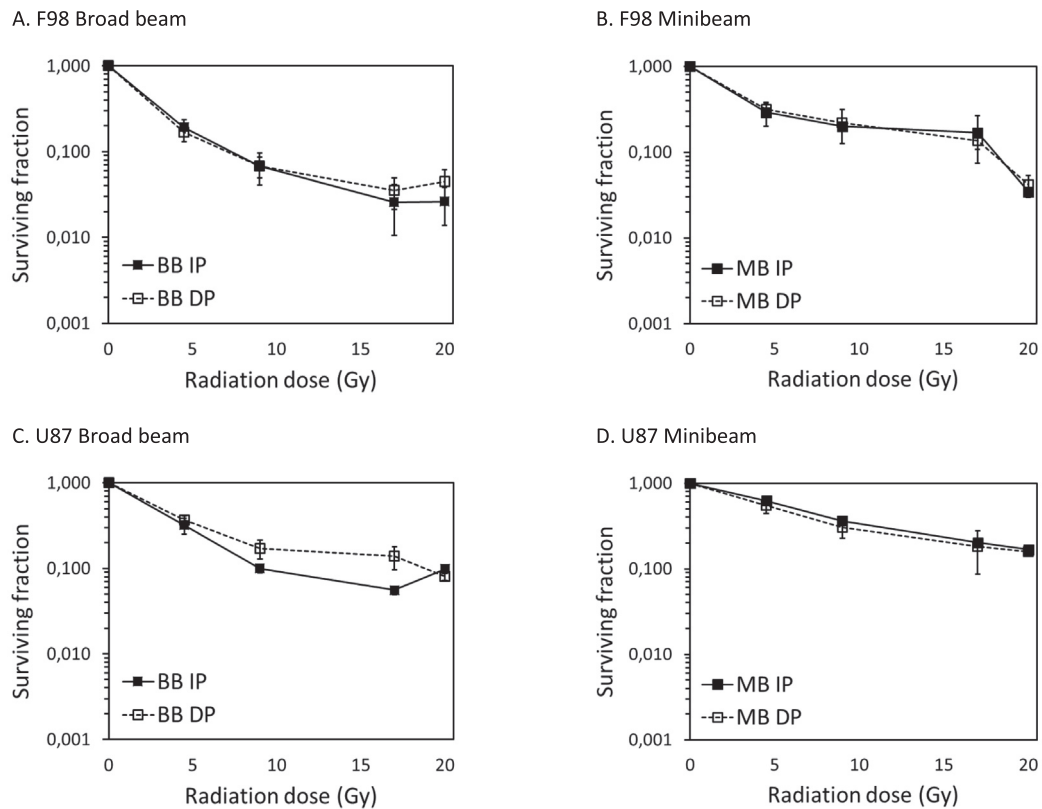 A. F98 Broad beam
1,000
0,100
0,010
0,001
Surviving fraction
BB IP
BB DP
0 5 10 15 20
Radiation dose (Gy)
B. F98 Minibeam
1,000
0,100
0,010
0,001
Surviving fraction
MB IP
MB DP
0 5 10 15 20
Radiation dose (Gy)
C. U87 Broad beam
1,000
0,100
0,010
0,001
Surviving fraction
BB IP
BB DP
0 5 10 15 20
Radiation dose (Gy)
D. U87 Minibeam
1,000
0,100
0,010
0,001
Surviving fraction
MB IP
MB DP
0 5 10 15 20
Radiation dose (Gy)